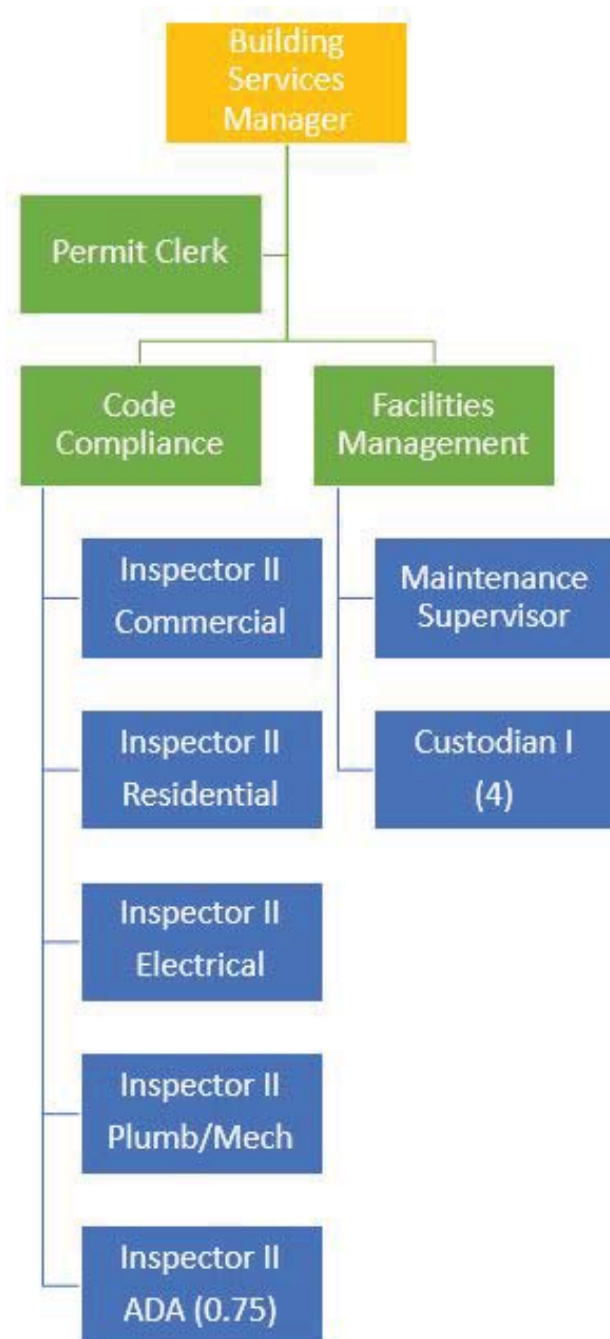 Building
Services
Manager
Permit Clerk
Code
Compliance
Facilities
Management
Inspector II
Commercial
Maintenance
Supervisor
Inspector II
Residential
Custodian I
(4)
Inspector II
Electrical
Inspector II
Plumb/Mech
Inspector II
ADA (0.75)